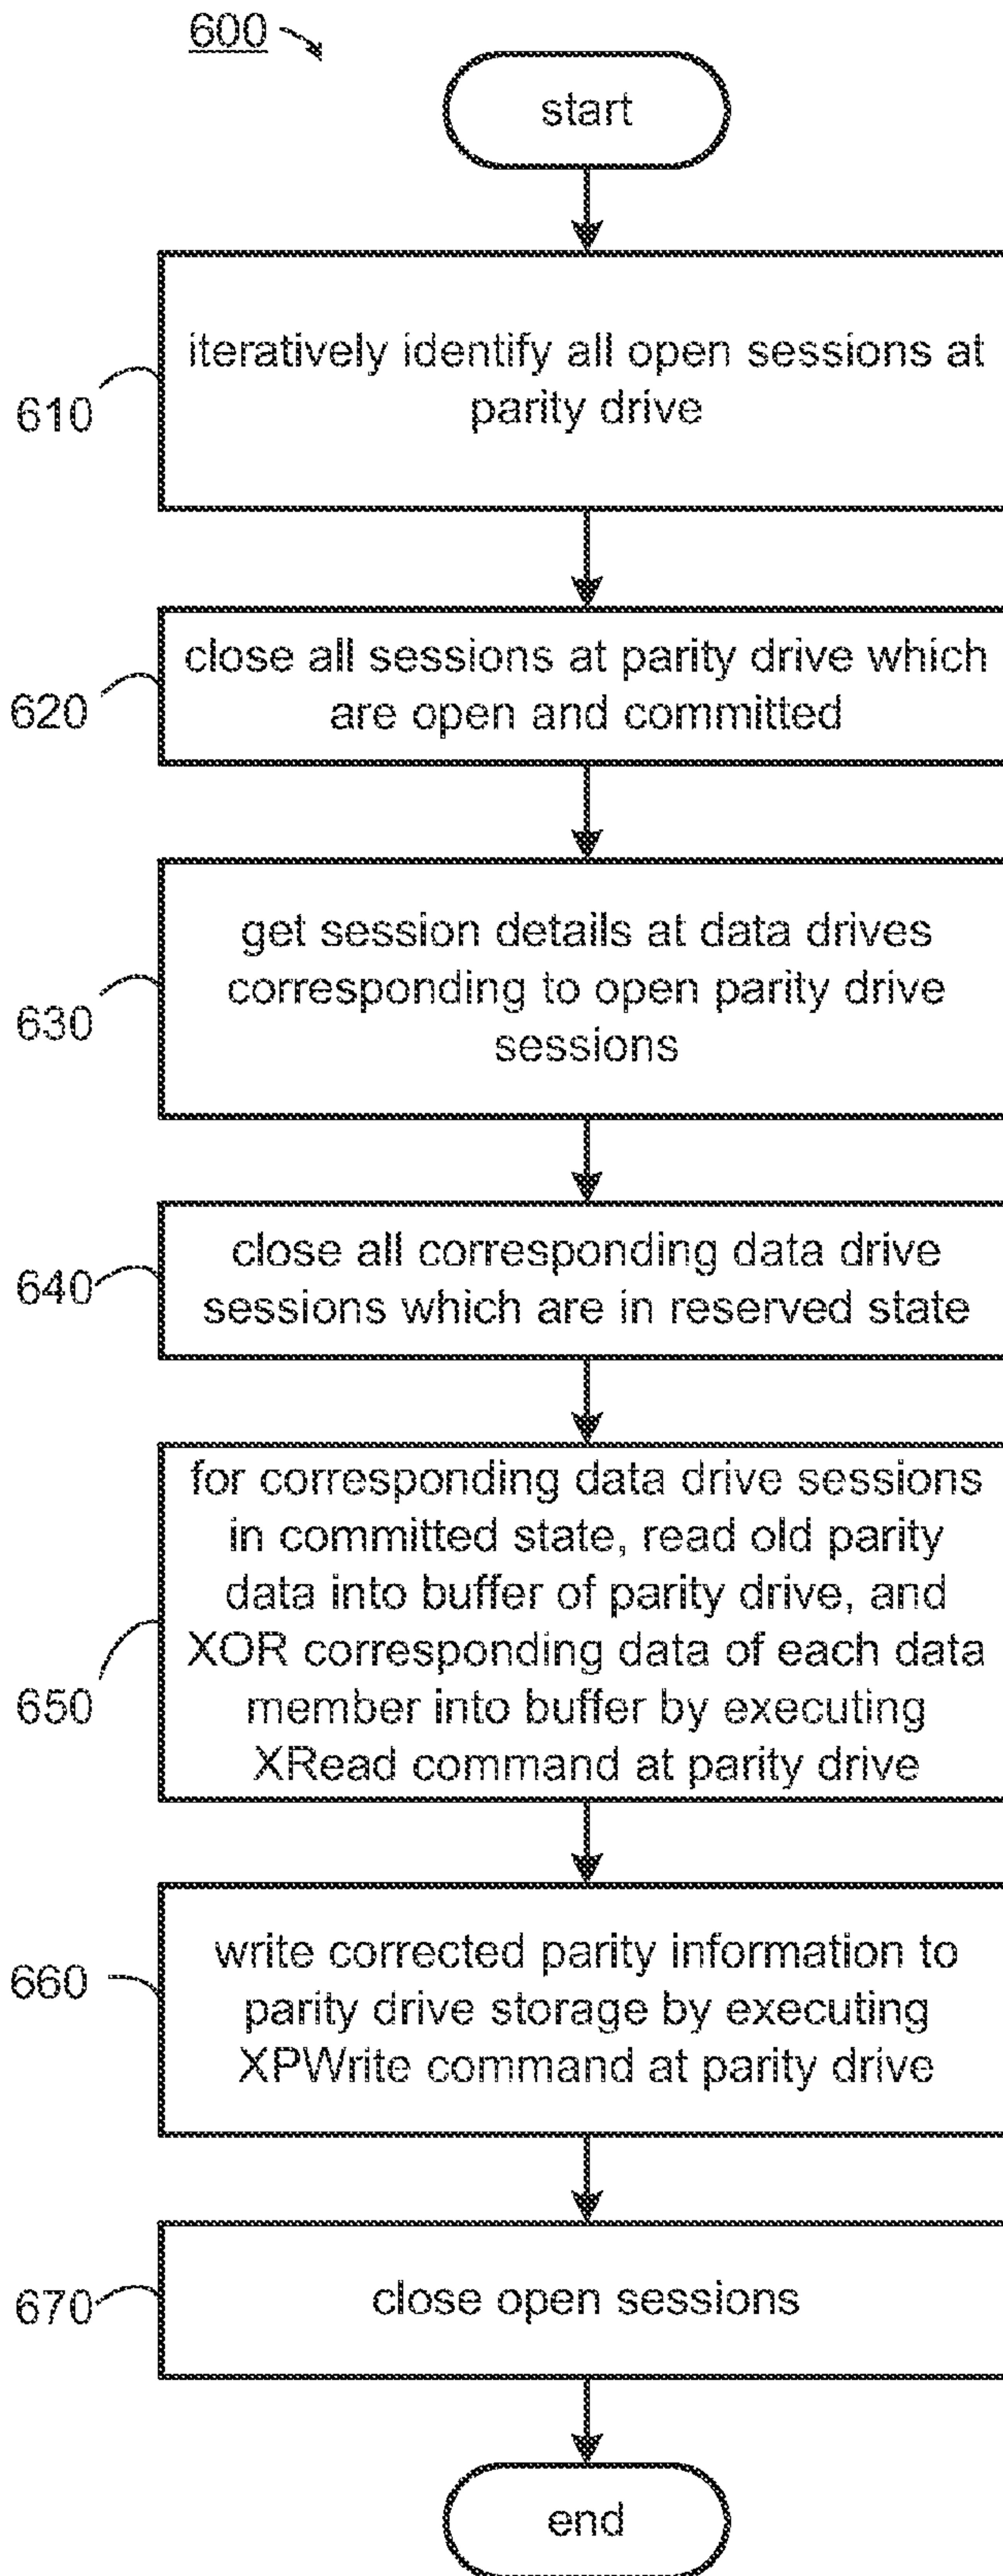 600
start
iteratively identify all open sessions at
parity drive
610
close all sessions at parity drive which
are open and committed
620
get session details at data drives
corresponding to open parity drive
sessions
630
close all corresponding data drive
sessions which are in reserved state
640
for corresponding data drive sessions
in committed state, read old parity
data into buffer of parity drive, and
XOR corresponding data of each data
member into buffer by executing
XRead command at parity drive
650
write corrected parity information to
parity drive storage by executing
XPWrite command at parity drive
660
close open sessions
670
end